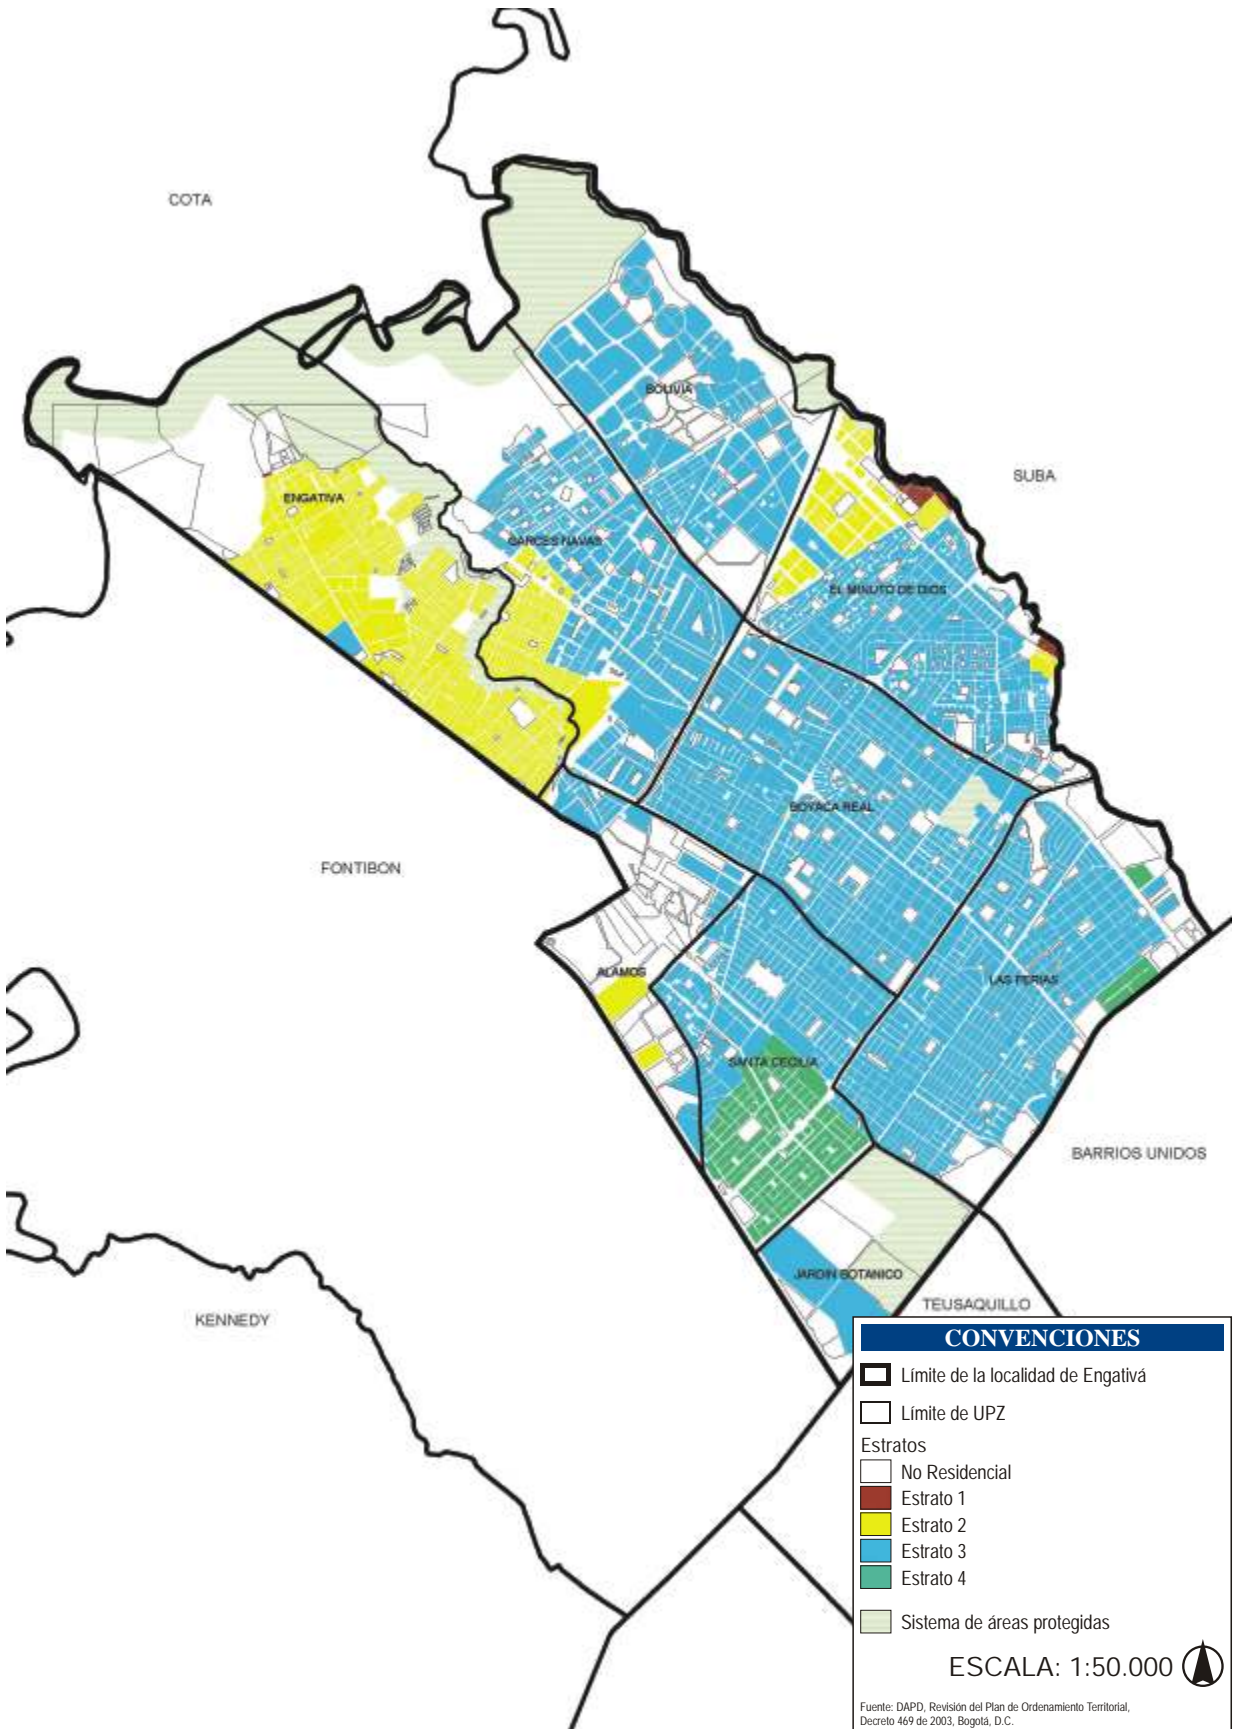 COTA
SUBA
BOLIVIA
ENGATIVA
GARCES NAVAS
EL MINUTO DE DIOS
BOYACA REAL
FONTIBON
ALAMOS
LAS FERIAS
SANTA CECILIA
BARRIOS UNIDOS
JARDIN BOTANICO
TEUSAQUILLO
KENNEDY
CONVENCIONES
Límite de la localidad de Engativá
Límite de UPZ
Estratos
No Residencial
Estrato 1
Estrato 2
Estrato 3
Estrato 4
Sistema de áreas protegidas
ESCALA: 1:50.000
Fuente: DAPD, Revisión del Plan de Ordenamiento Territorial,
Decreto 469 de 2003, Bogotá, D.C.